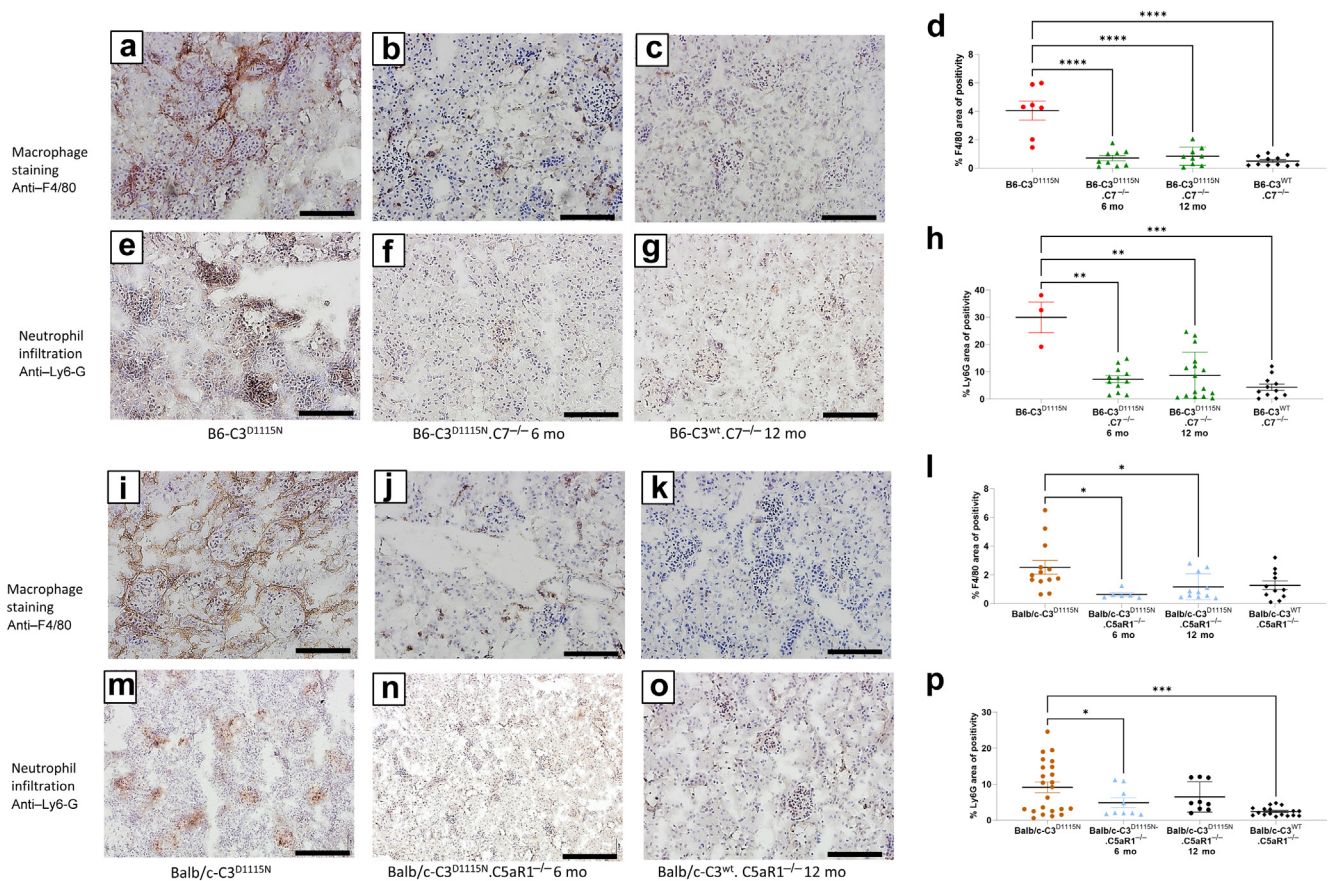 a
b
c
Macrophage
staining
Anti–F4/80
d
****
****
****
% F4/80 area of positivity
8
6
4
2
0
B6-C3D1115N
B6-C3D1115N
.C7–/–
6 mo
B6-C3D1115N
.C7–/–
12 mo
B6-C3WT
.C7–/–
e
f
g
Neutrophil
infiltration
Anti–Ly6-G
B6-C3D1115N
B6-C3D1115N.C7–/– 6 mo
B6-C3wt.C7–/– 12 mo
h
***
**
**
% Ly6G area of positivity
40
30
20
10
0
B6-C3D1115N
B6-C3D1115N
.C7–/–
6 mo
B6-C3D1115N
.C7–/–
12 mo
B6-C3WT
.C7–/–
i
j
k
Macrophage
staining
Anti–F4/80
l
*
*
% F4/80 area of positivity
8
6
4
2
0
Balb/c-C3D1115N
Balb/c-C3D1115N
.C5aR1–/–
6 mo
Balb/c-C3D1115N
.C5aR1–/–
12 mo
Balb/c-C3WT
.C5aR1–/–
m
n
o
Neutrophil
infiltration
Anti–Ly6-G
Balb/c-C3D1115N
Balb/c-C3D1115N.C5aR1–/– 6 mo
Balb/c-C3wt. C5aR1–/– 12 mo
p
***
*
% Ly6G area of positivity
30
20
10
0
Balb/c-C3D1115N
Balb/c-C3D1115N-
.C5aR1–/–
6 mo
Balb/c-C3D1115N
.C5aR1–/–
12 mo
Balb/c-C3WT
.C5aR1–/–